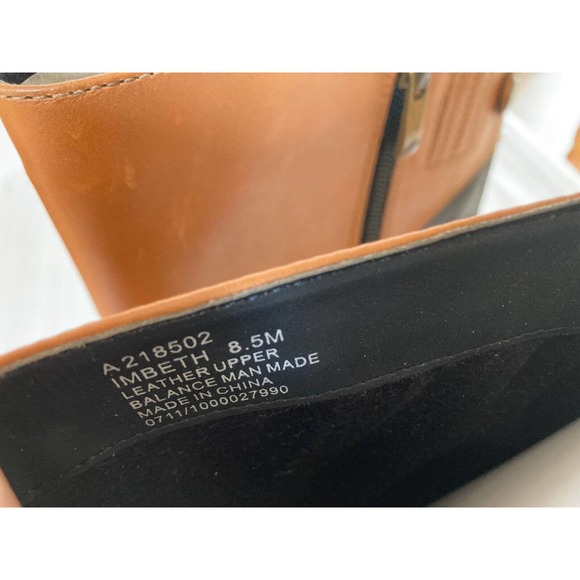 A 218502
IMBETH 8.5M
LEATHER UPPER
BALANCE MAN MADE
MADE IN CHINA
0711/1000027990